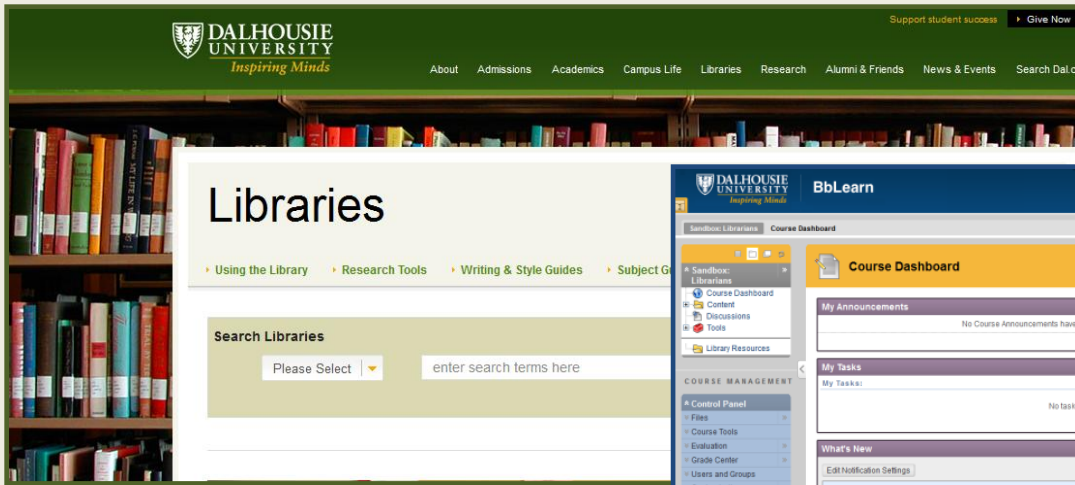 Support student success Give Now
DALHOUSIE
UNIVERSITY
Inspiring Minds
About Admissions Academics Campus Life Libraries Research Alumni & Friends News & Events Search Dal.c
Libraries
Using the Library Research Tools Writing & Style Guides Subject Gu
Search Libraries
Please Select enter search terms here
DALHOUSIE
UNIVERSITY
Inspiring Minds
BbLearn
Sandbox: Librarians Course Dashboard
Sandbox:
Librarians
Course Dashboard
Content
Discussions
Tools
Library Resources
COURSE MANAGEMENT
Control Panel
Files
Course Tools
Evaluation
Grade Center
Users and Groups
Course Dashboard
My Announcements
No Course Announcements have
My Tasks
My Tasks:
No task
What's New
Edit Notification Settings